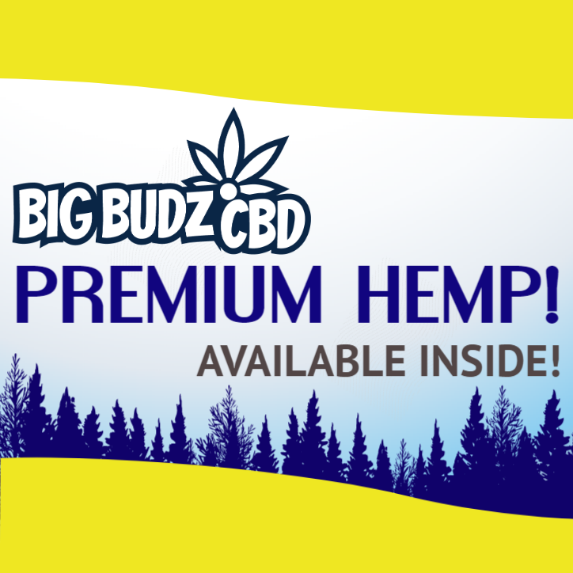 BIG BUDZ CBD
PREMIUM HEMP!
AVAILABLE INSIDE!